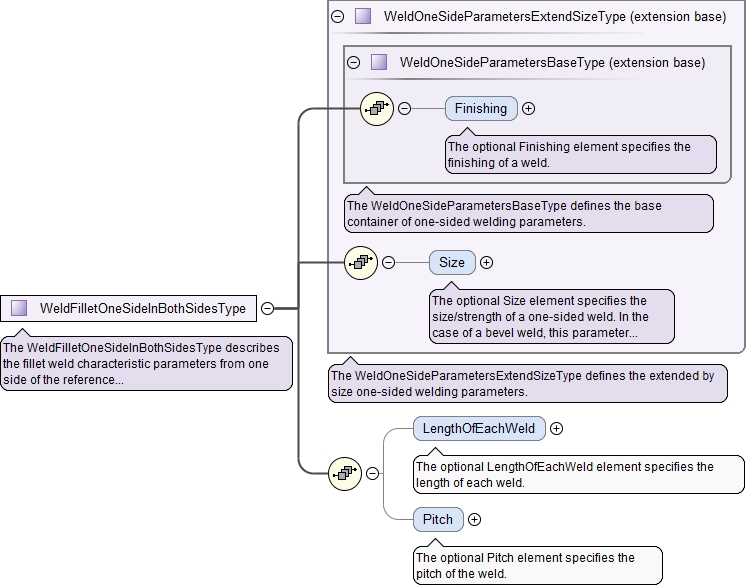 WeldOneSideParametersExtendSizeType (extension base)
WeldOneSideParametersBaseType (extension base)
Finishing
The optional Finishing element specifies the
finishing of a weld.
The WeldOneSideParametersBaseType defines the base
container of one-sided welding parameters.
Size
The optional Size element specifies the
size/strength of a one-sided weld. In the
case of a bevel weld, this parameter...
WeldFilletOneSideInBothSidesType
The WeldFilletOneSideInBothSidesType describes
the fillet weld characteristic parameters from one
side of the reference...
The WeldOneSideParametersExtendSizeType defines the extended by
size one-sided welding parameters.
LengthOfEachWeld
The optional LengthOfEachWeld element specifies the
length of each weld.
Pitch
The optional Pitch element specifies the
pitch of the weld.